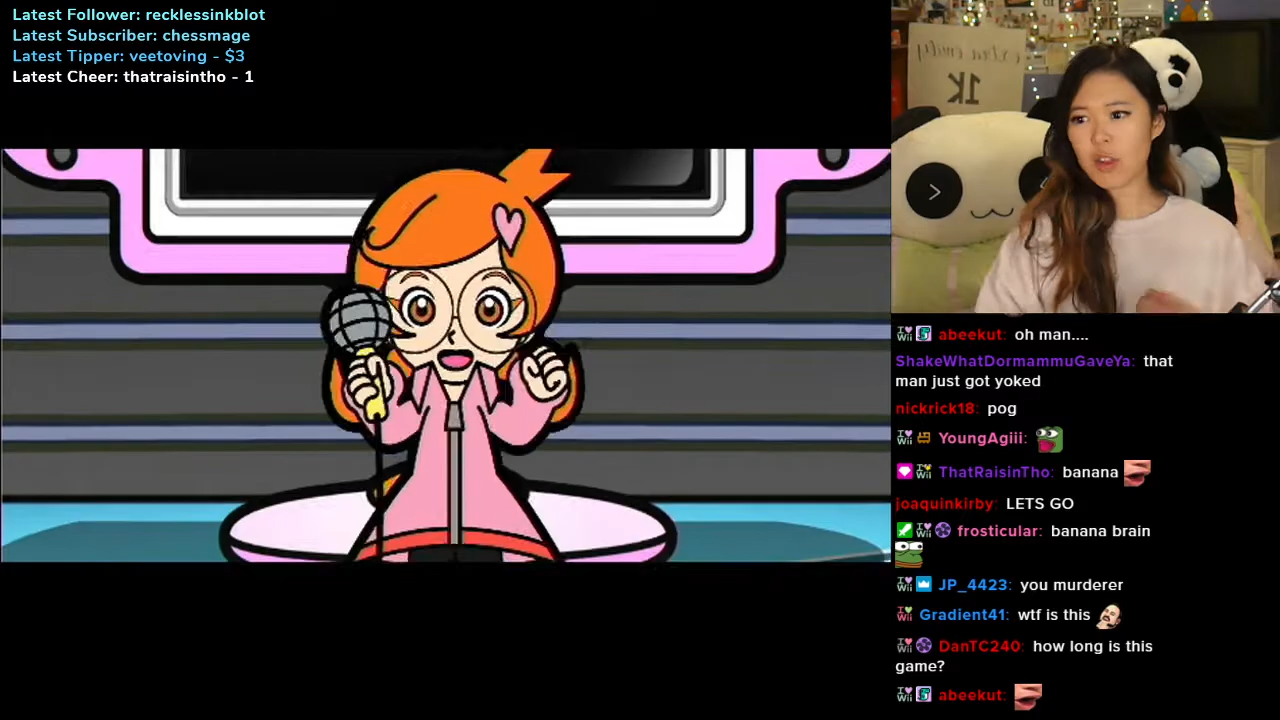 Latest Follower: recklessinkblot
Latest Subscriber: chessmage
Latest Tipper: veetoving - $3
Latest Cheer: thatraisintho - 1
extra emily
1K
abeekut: oh man....
ShakeWhatDormammuGaveYa: that
man just got yoked
nickrick18: pog
YoungAgiii:
ThatRaisinTho: banana
joaquinkirby: LETS GO
frosticular: banana brain
JP_4423: you murderer
Gradient41: wtf is this
DanTC240: how long is this
game?
abeekut: